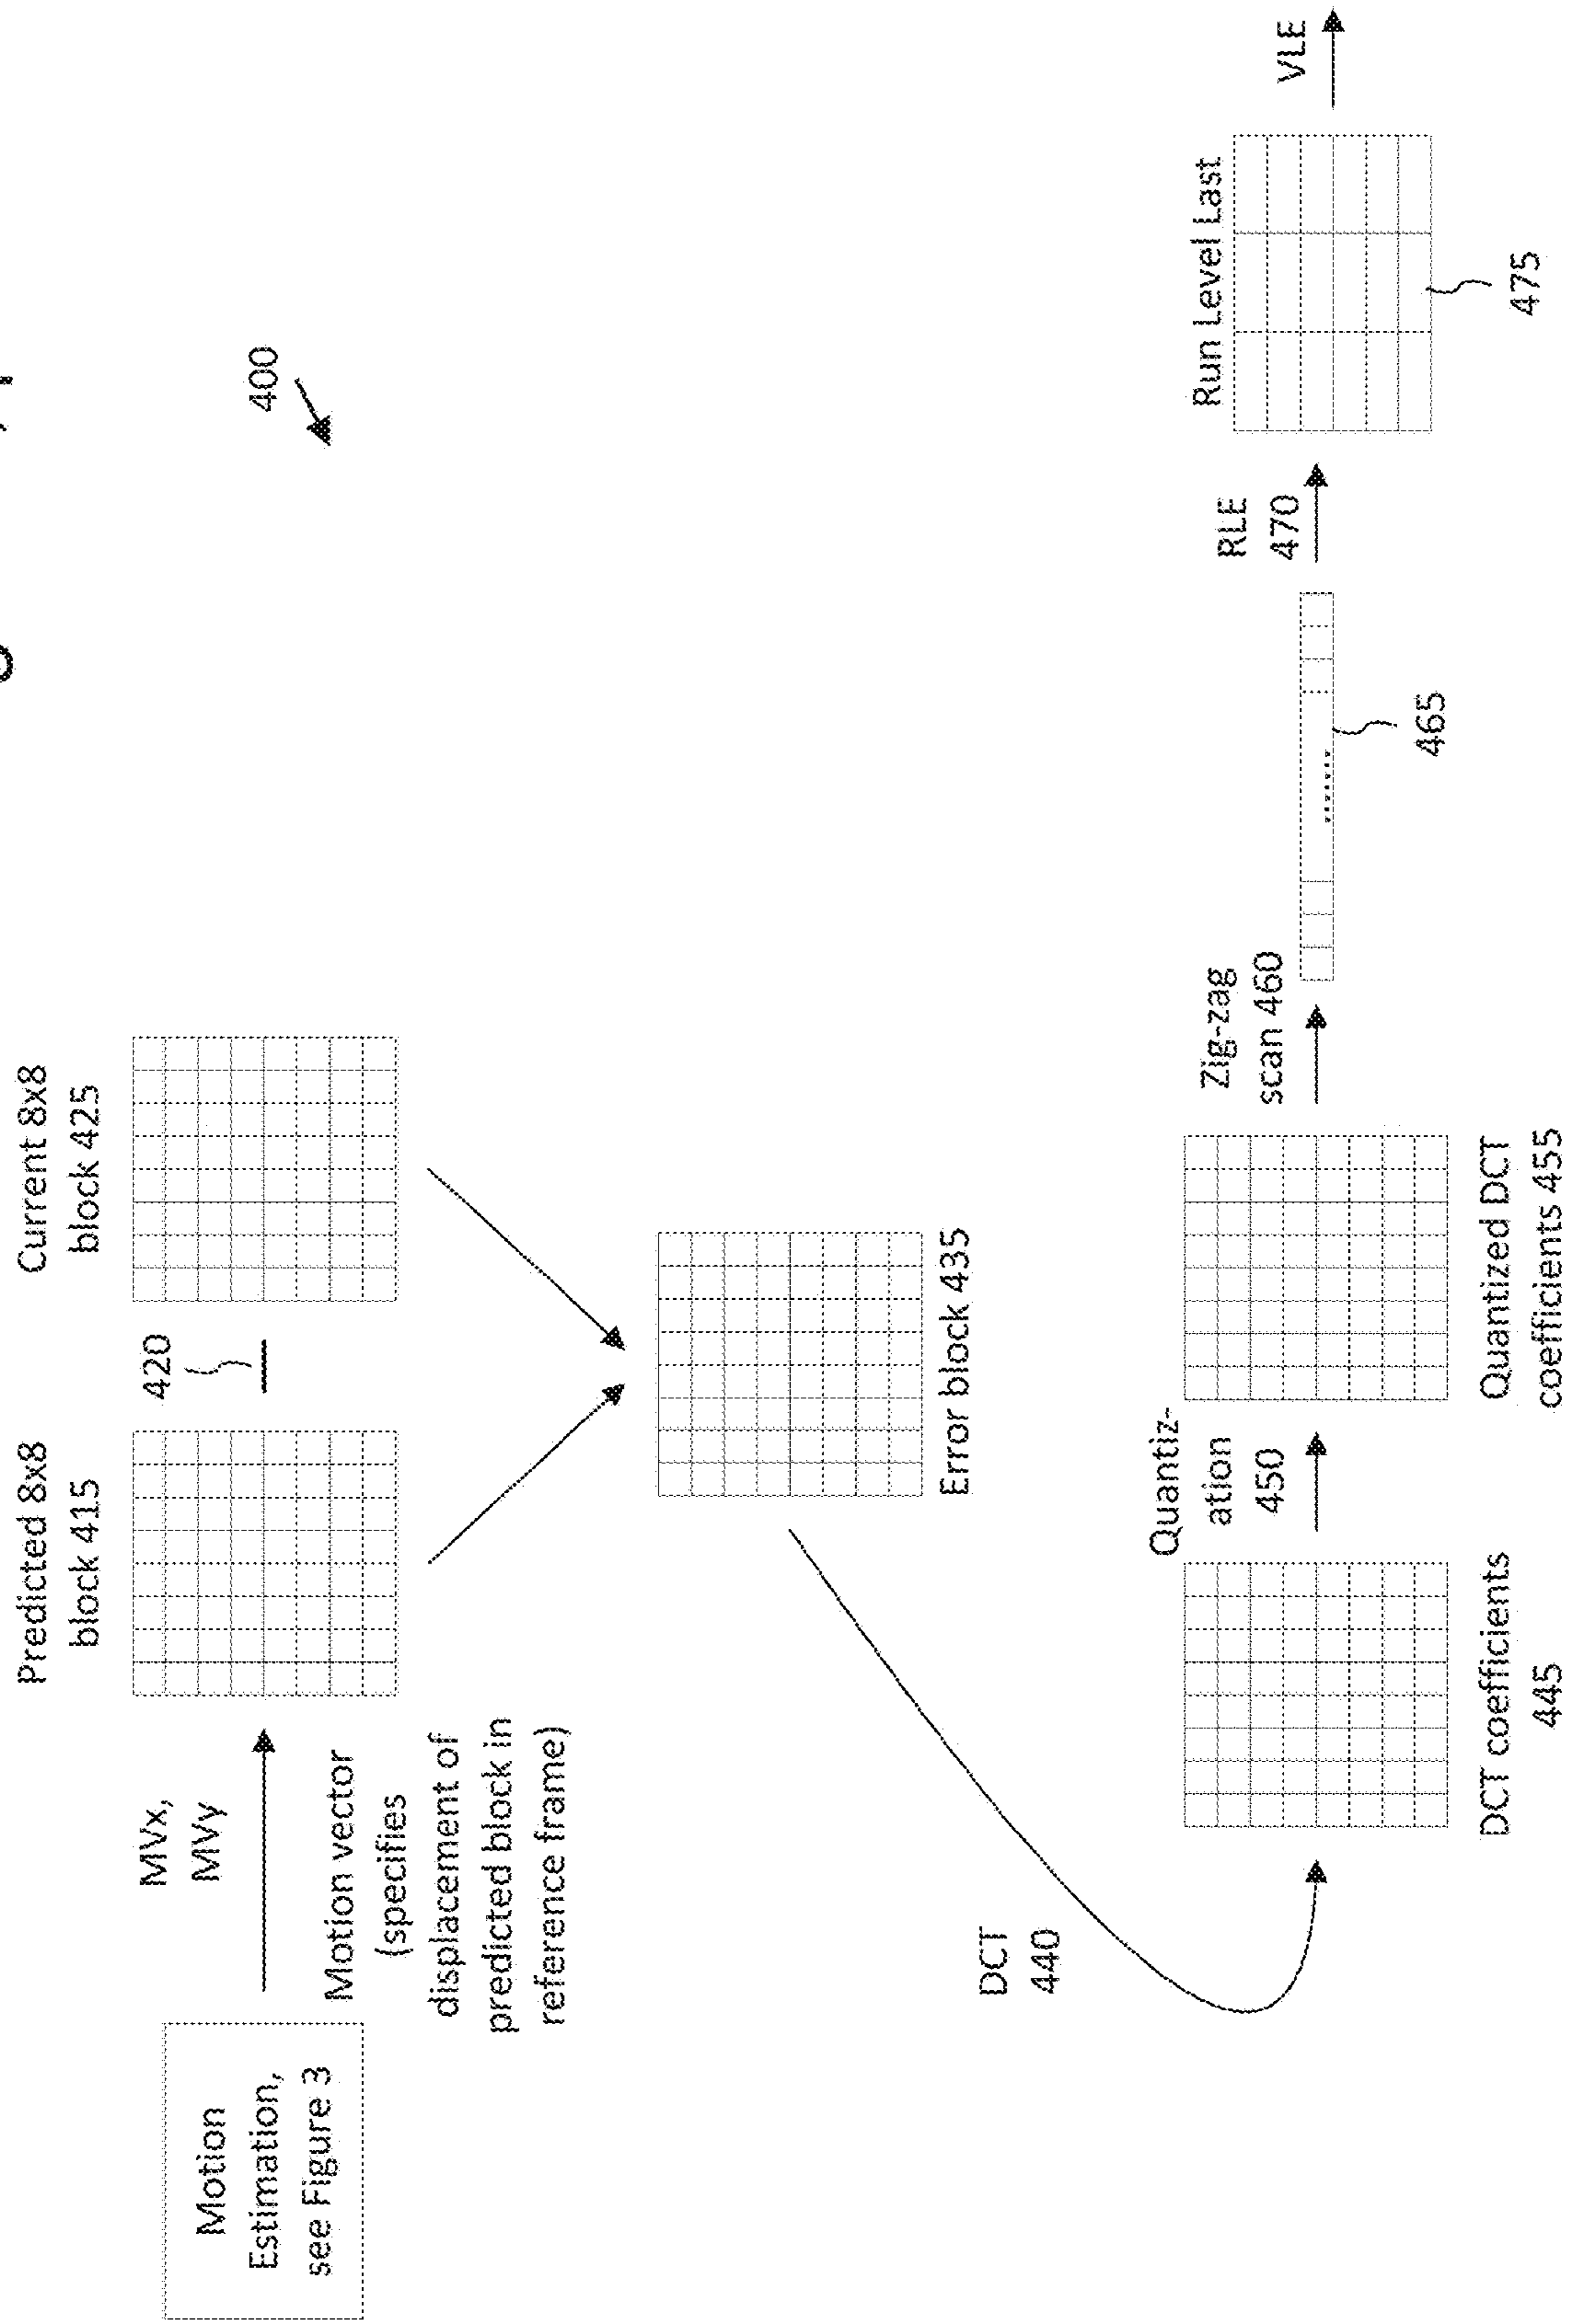 400
Motion
Estimation,
see Figure 3
MVx,
MVy
Motion vector
(specifies
displacement of
predicted block in
reference frame)
Predicted 8x8
block 415
420
Current 8x8
block 425
Error block 435
DCT
440
DCT coefficients
445
Quantiz-
ation
450
Quantized DCT
coefficients 455
Zig-zag
scan 460
465
RLE
470
Run Level Last
475
VLE